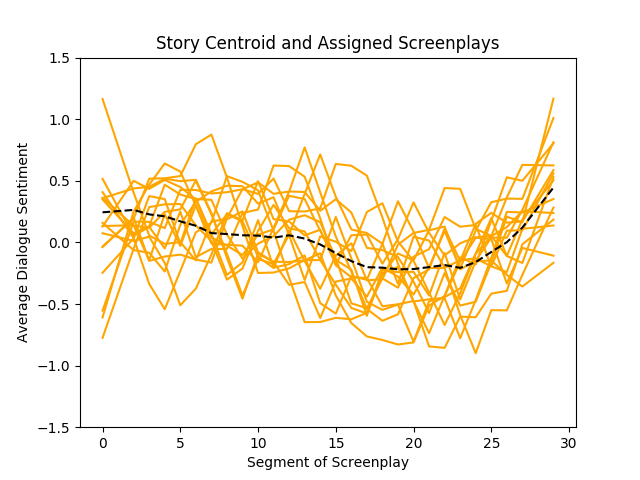 Story Centroid and Assigned Screenplays
Average Dialogue Sentiment
1.5
1.0
0.5
0.0
−0.5
−1.0
−1.5
0 5 10 15 20 25 30
Segment of Screenplay